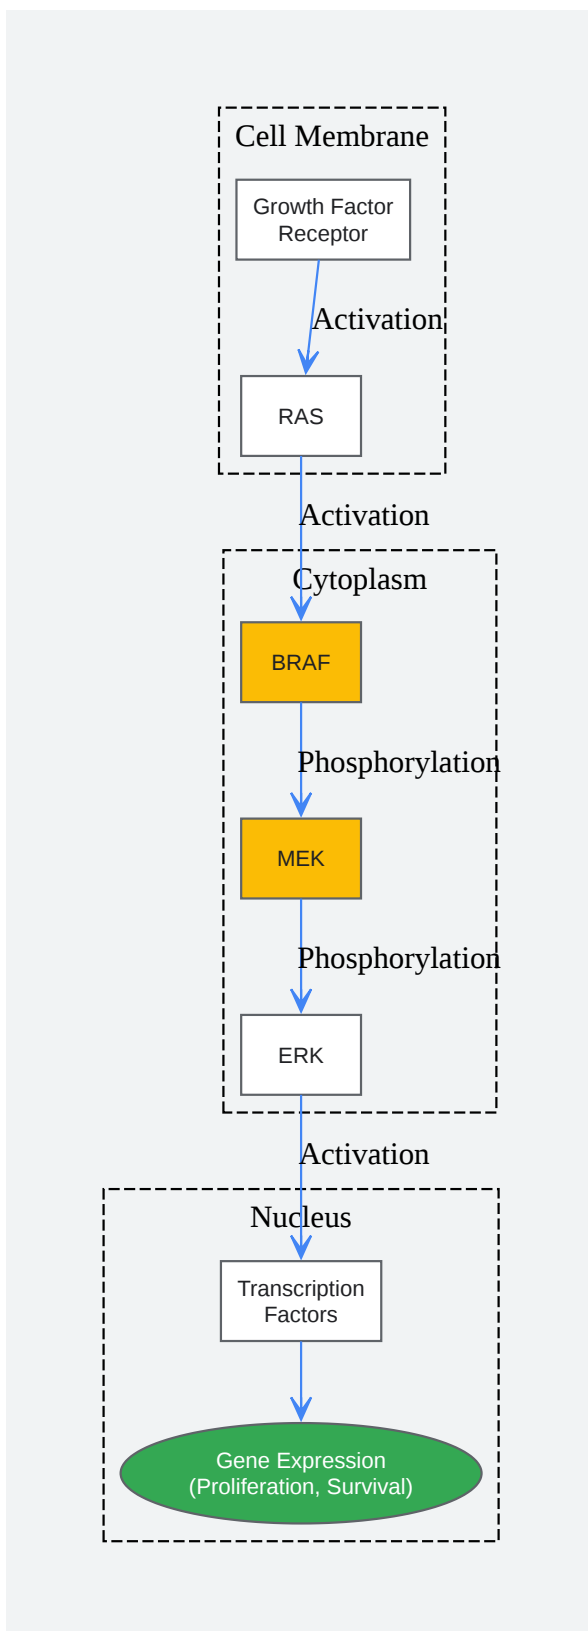 Cell Membrane
Growth Factor
Receptor
Activation
RAS
Activation
Cytoplasm
BRAF
Phosphorylation
MEK
Phosphorylation
ERK
Activation
Nucleus
Transcription
Factors
Gene Expression
(Proliferation, Survival)